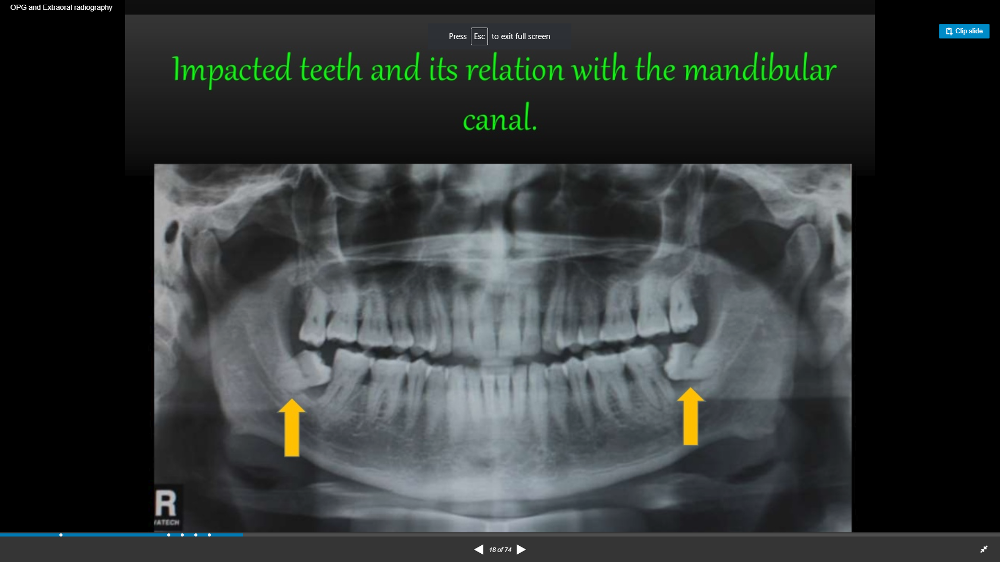 OPG and Extraoral radiography
Clip slide
Press Esc to exit full screen
Impacted teeth and its relation with the mandibular
canal.
R
VATECH
18 of 74